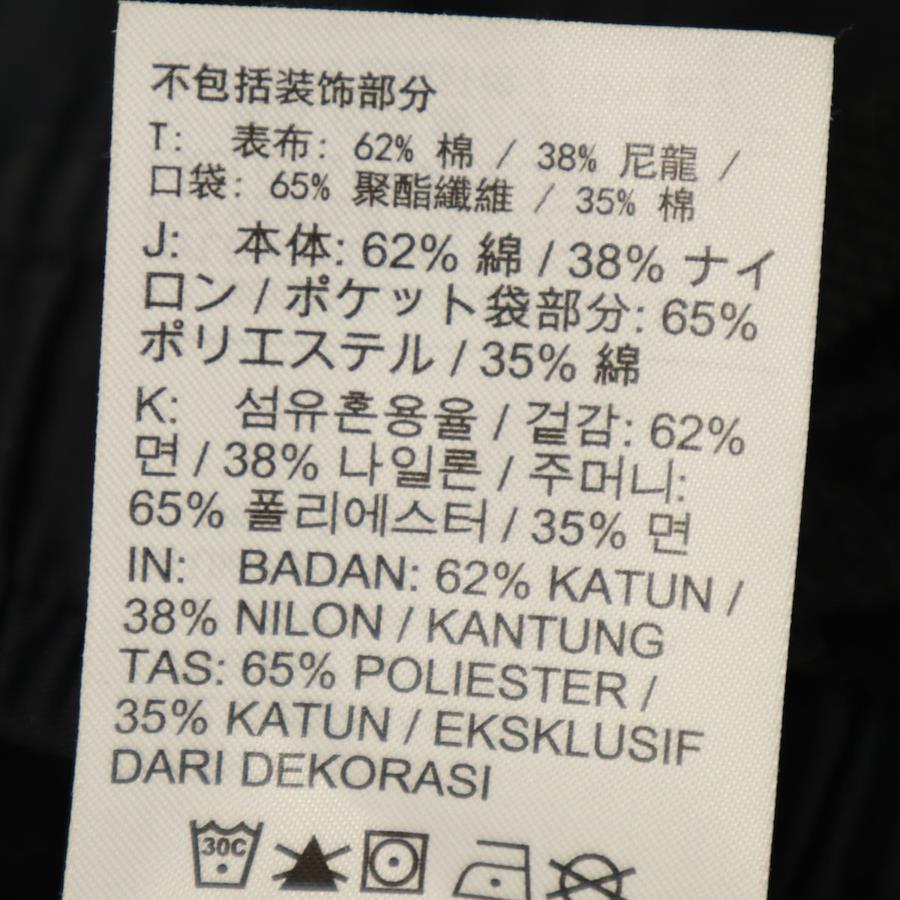 不包括装饰部分
T: 表布: 62% 棉 / 38% 尼龍 /
口袋: 65% 聚酯纖維 / 35% 棉
J: 本体: 62% 綿 / 38% ナイ
ロン / ポケット袋部分: 65%
ポリエステル / 35% 綿
K: 섬유혼용율 / 겉감: 62%
면 / 38% 나일론 / 주머니:
65% 폴리에스터 / 35% 면
IN: BADAN: 62% KATUN /
38% NILON / KANTUNG
TAS: 65% POLIESTER /
35% KATUN / EKSKLUSIF
DARI DEKORASI
30C